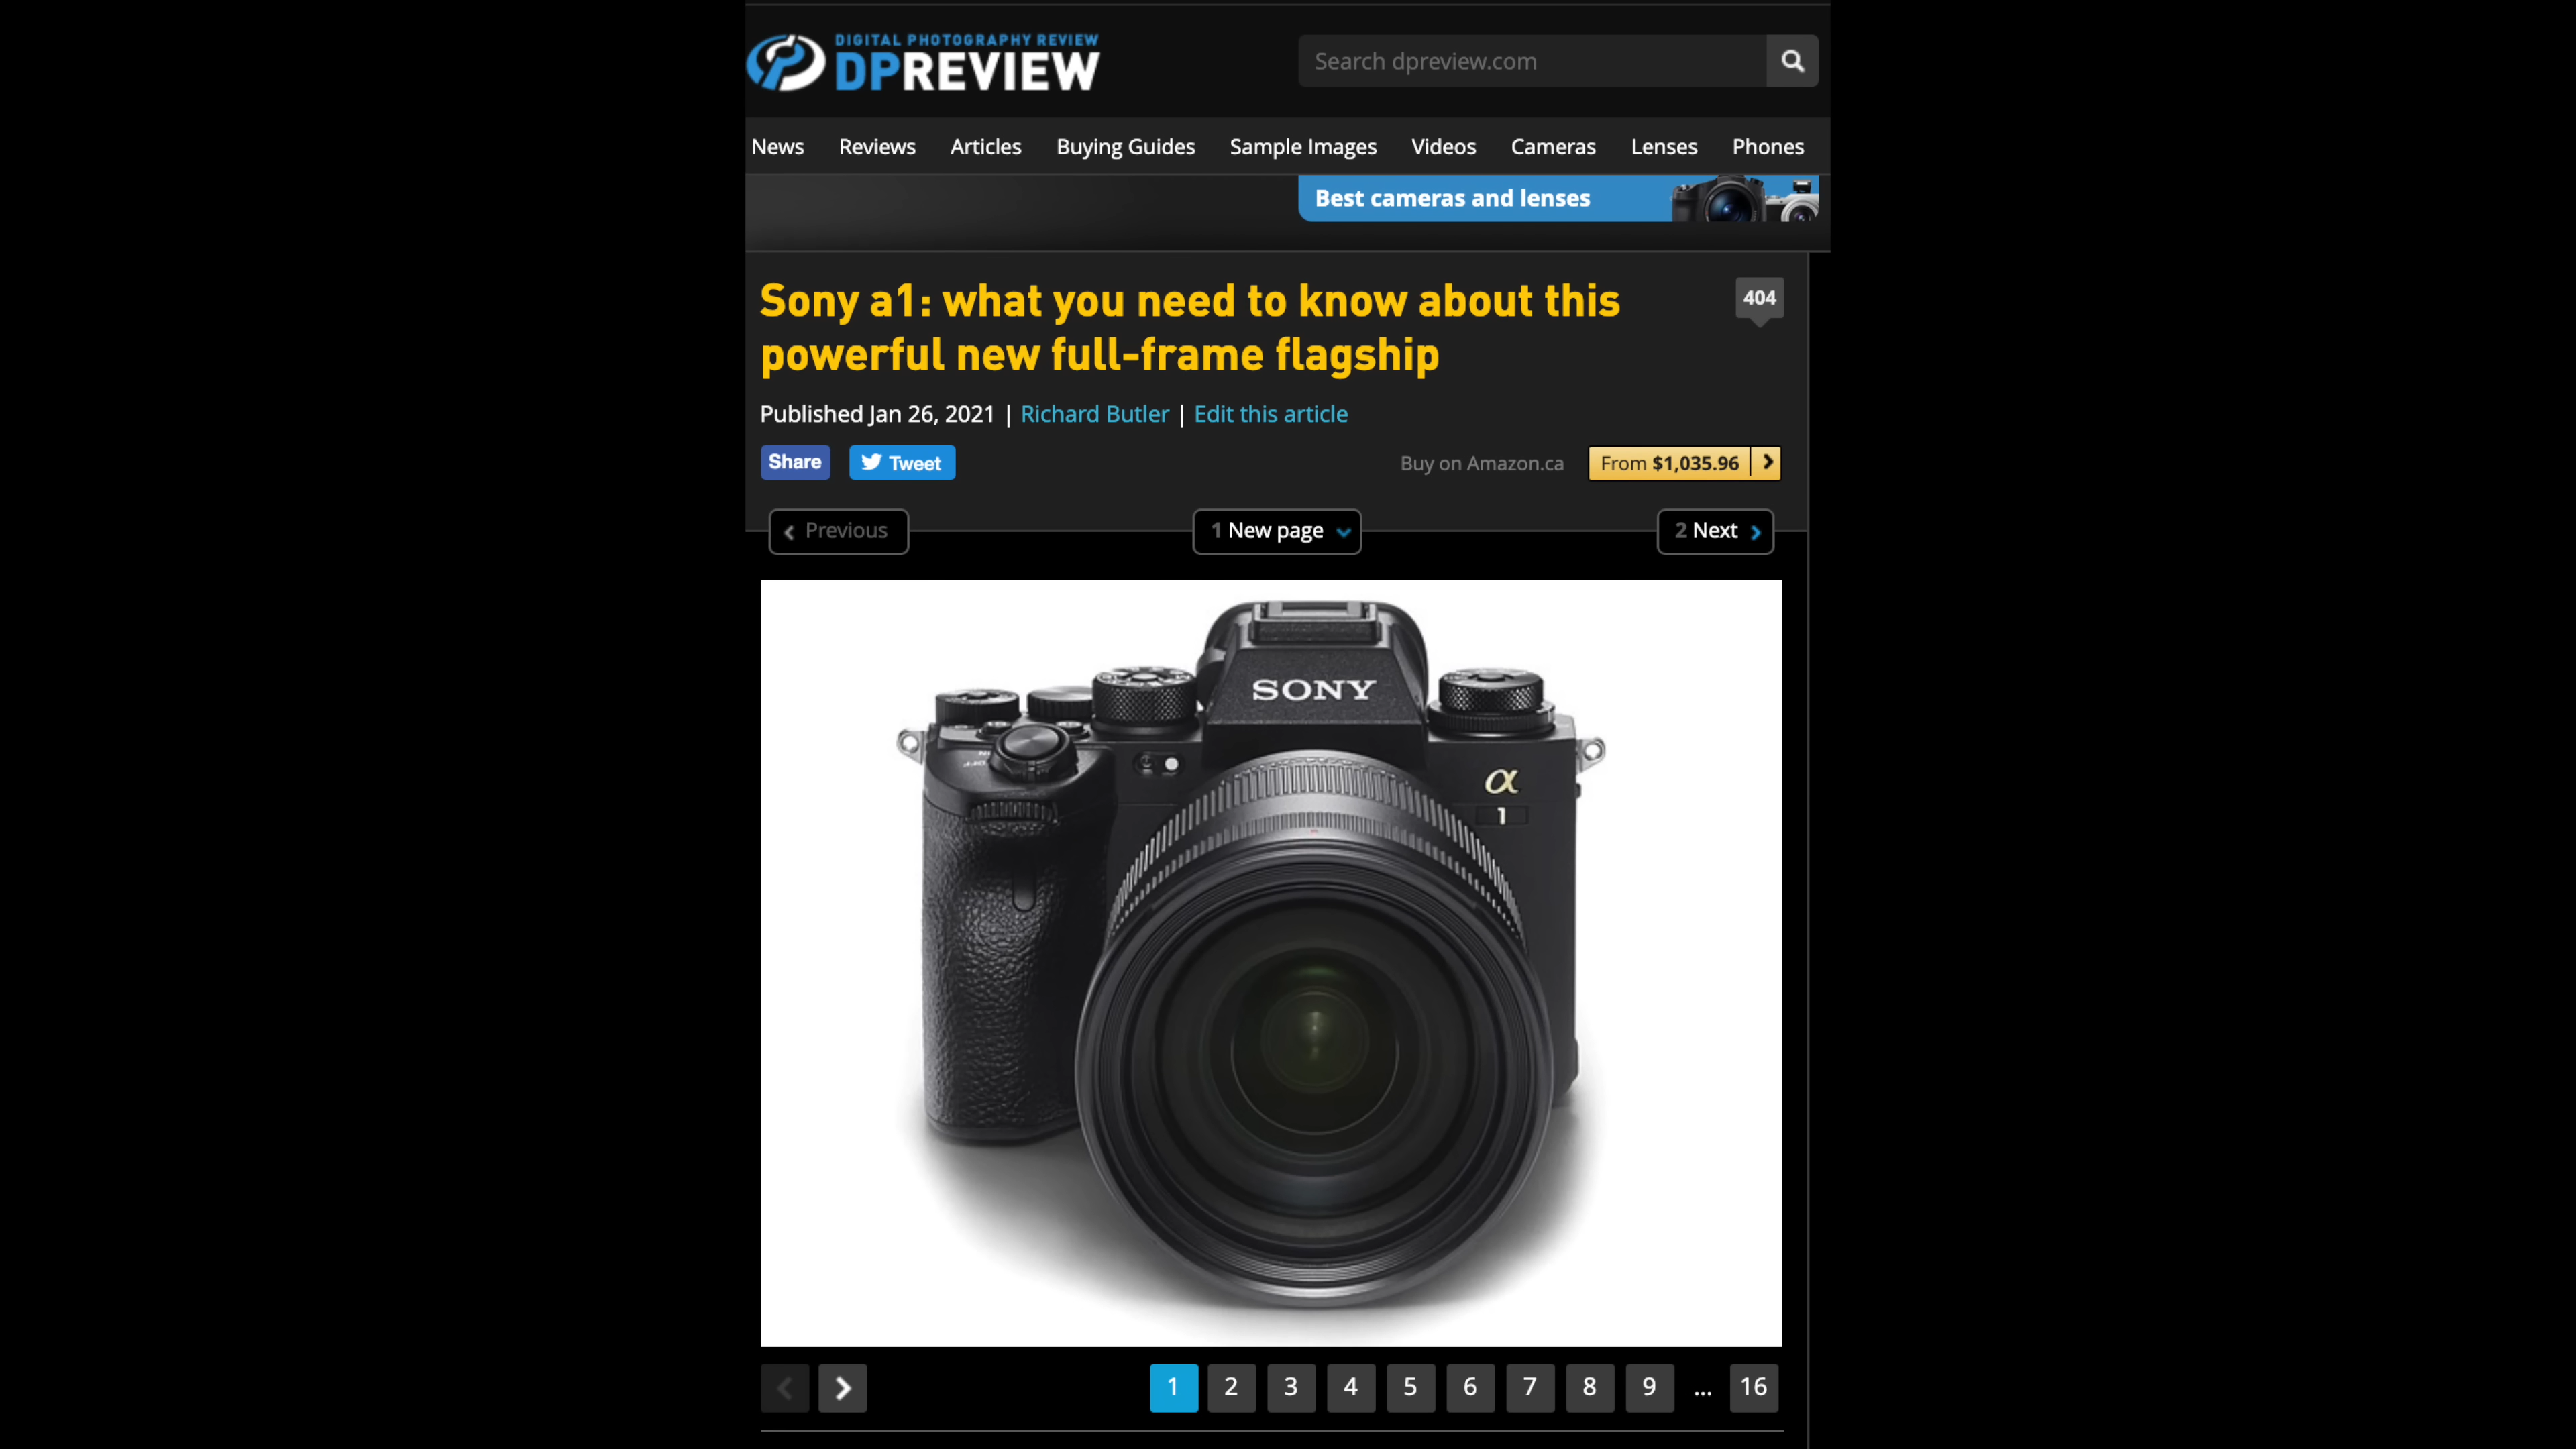 DIGITAL PHOTOGRAPHY REVIEW
DPREVIEW
Search dpreview.com
News Reviews Articles Buying Guides Sample Images Videos Cameras Lenses Phones
Best cameras and lenses
Sony a1: what you need to know about this
powerful new full-frame flagship
404
Published Jan 26, 2021 | Richard Butler | Edit this article
Share Tweet Buy on Amazon.ca From $1,035.96
Previous 1 New page 2 Next
SONY
α
1
1 2 3 4 5 6 7 8 9 ... 16